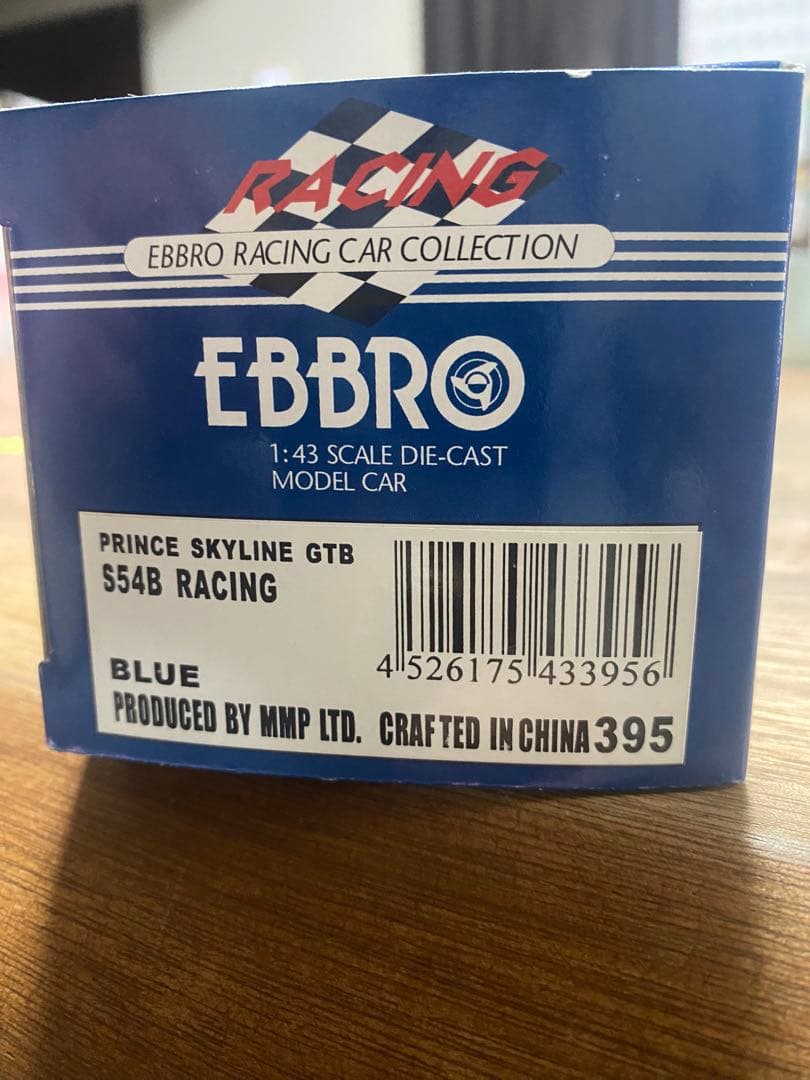 RACING
EBBRO RACING CAR COLLECTION
EBBRO
1:43 SCALE DIE-CAST
MODEL CAR
PRINCE SKYLINE GTB
S54B RACING
BLUE
4 526175 433956
PRODUCED BY MMP LTD. CRAFTED IN CHINA 395